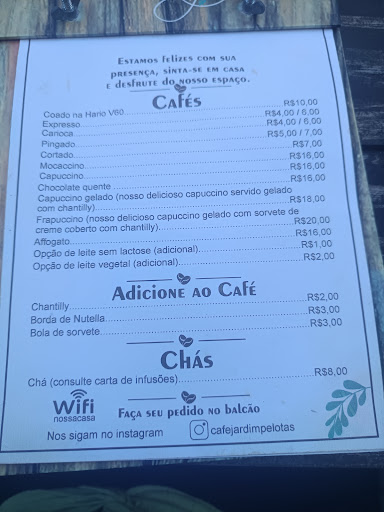 Estamos felizes com sua
presença, sinta-se em casa
e desfrute do nosso espaço.
Cafés
Coado na Hario V60 R$10,00
Expresso R$4,00 / 6,00
Carioca R$4,00 / 6,00
Pingado R$5,00 / 7,00
Cortado R$7,00
Mocaccino R$16,00
Capuccino R$16,00
Chocolate quente R$16,00
Capuccino gelado (nosso delicioso capuccino servido gelado
com chantilly) R$18,00
Frapuccino (nosso delicioso capuccino gelado com sorvete de
creme coberto com chantilly) R$20,00
Affogato R$16,00
Opção de leite sem lactose (adicional) R$1,00
Opção de leite vegetal (adicional) R$2,00
Adicione ao Café
Chantilly R$2,00
Borda de Nutella R$3,00
Bola de sorvete R$3,00
Chás
Chá (consulte carta de infusões) R$8,00
Wifi
nossacasa
Faça seu pedido no balcão
Nos sigam no instagram cafejardimpelotas